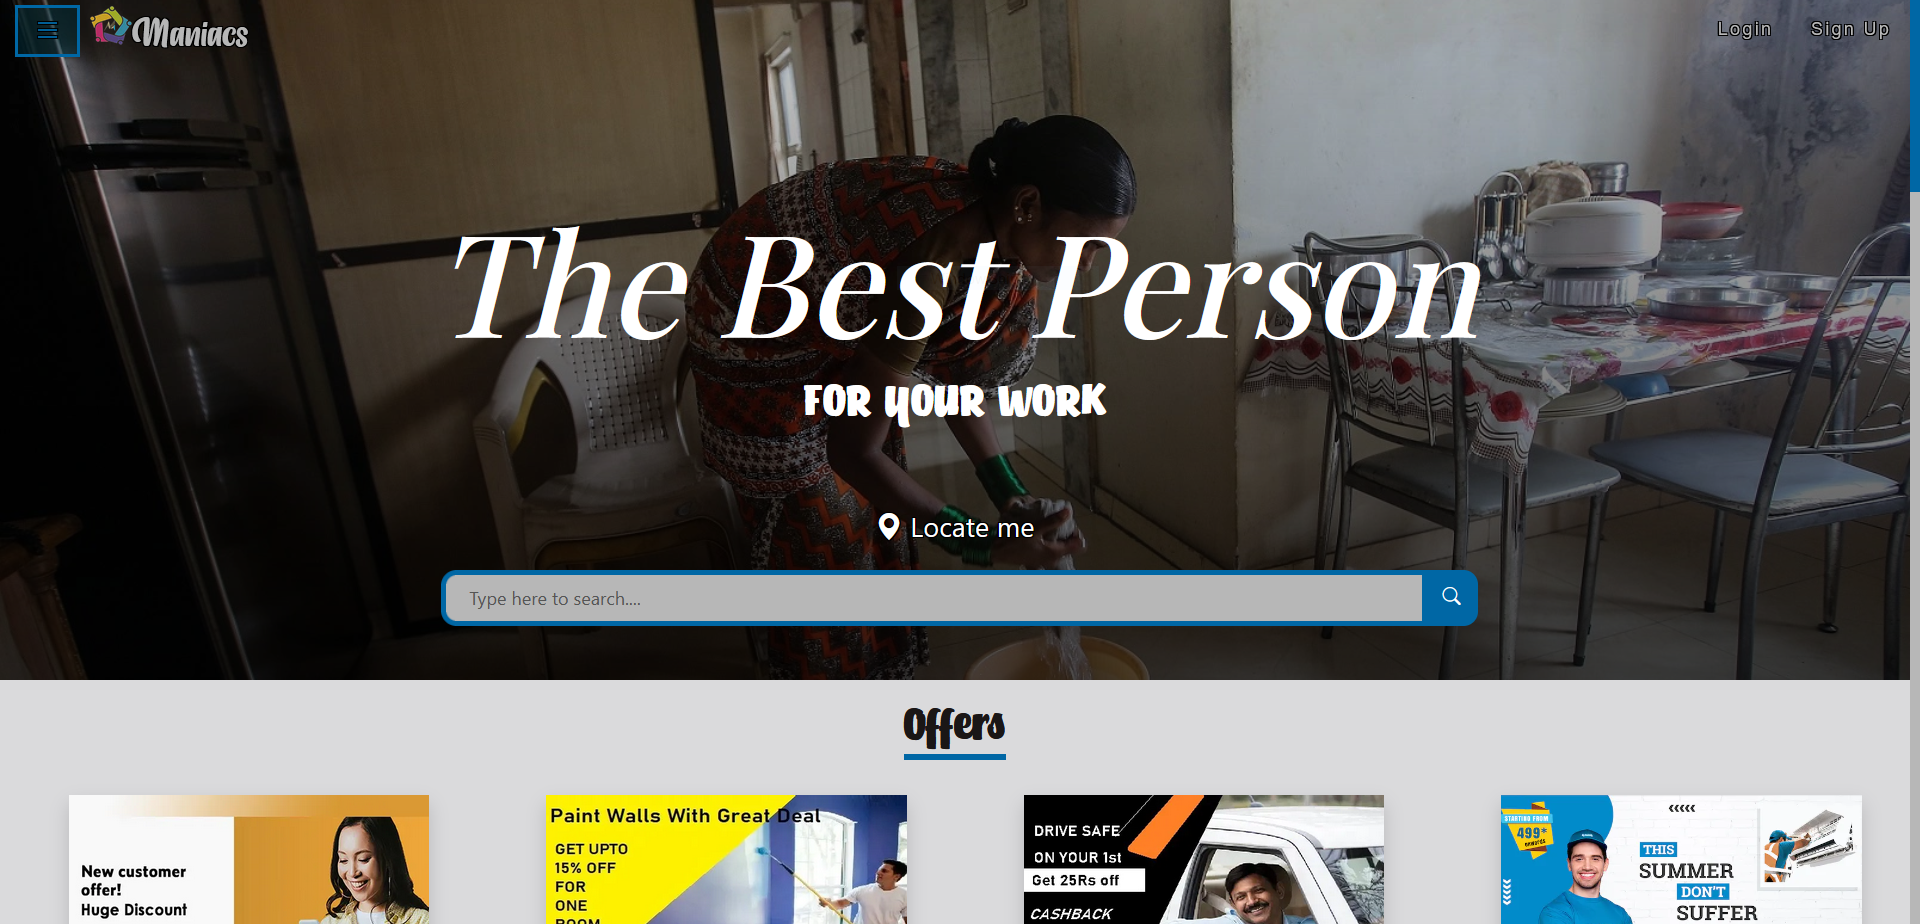 Maniacs
Login
Sign Up
The Best Person
FOR YOUR WORK
Locate me
Type here to search....
Offers
New customer
offer!
Huge Discount
Paint Walls With Great Deal
GET UPTO
15% OFF
FOR
ONE
ROOM
DRIVE SAFE
ON YOUR 1st
Get 25Rs off
CASHBACK
STARTING FROM
499*
THIS
SUMMER
DON'T
SUFFER